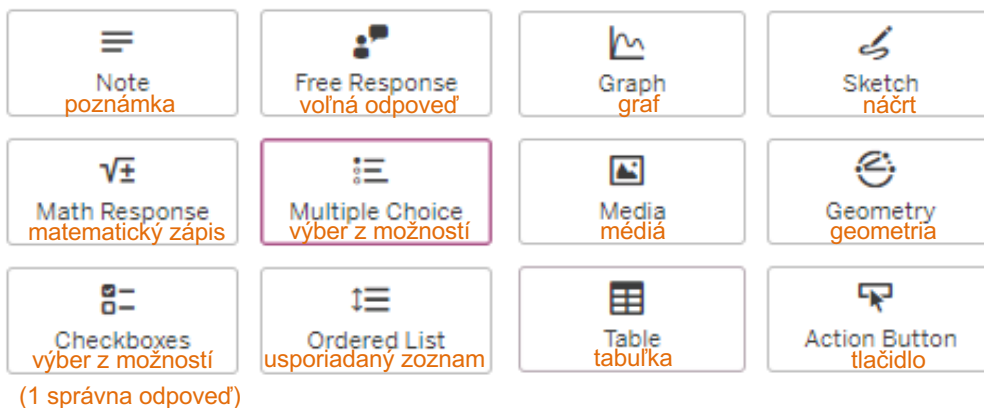 Note
poznámka
Free Response
voľná odpoveď
Graph
graf
Sketch
náčrt
Math Response
matematický zápis
Multiple Choice
výber z možností
Media
médiá
Geometry
geometria
Checkboxes
výber z možností
(1 správna odpoveď)
Ordered List
usporiadaný zoznam
Table
tabuľka
Action Button
tlačidlo